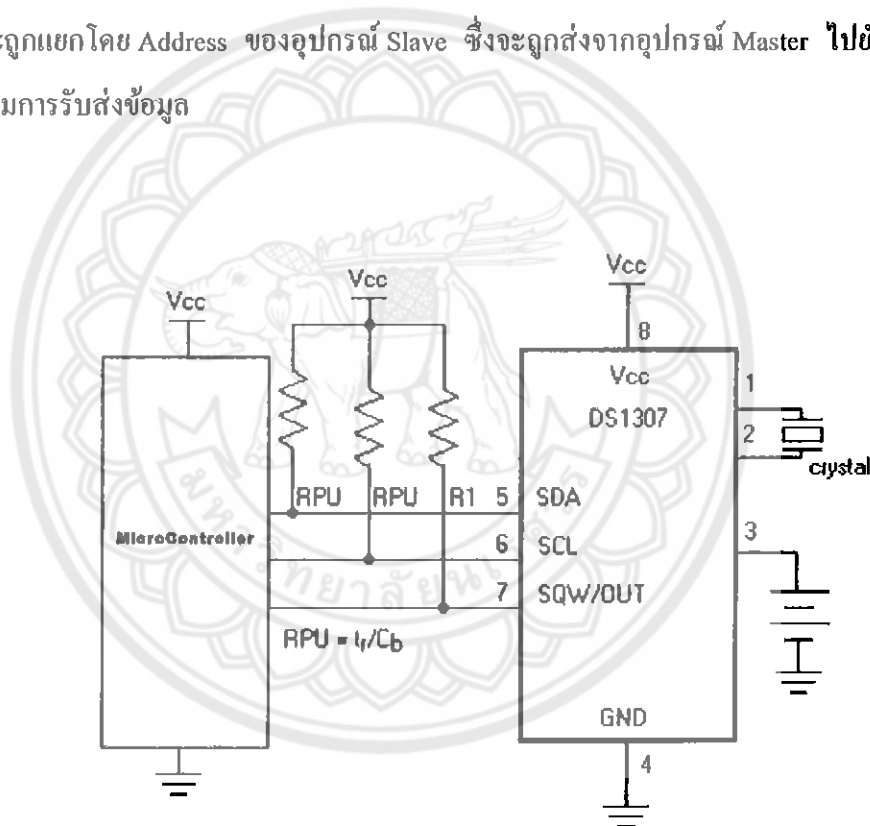 ะถูกแยกโดย Address ของอุปกรณ์ Slave ซึ่งจะถูกส่งจากอุปกรณ์ Master ไปยั
มการรับส่งข้อมูล
Vcc
Vcc
Vcc
8
Vcc
DS1307
1
2
crystal
RPU RPU R1 5 SDA
MicroController
6 SCL
3
7 SQW/OUT
RPU = tr/Cb
GND
4